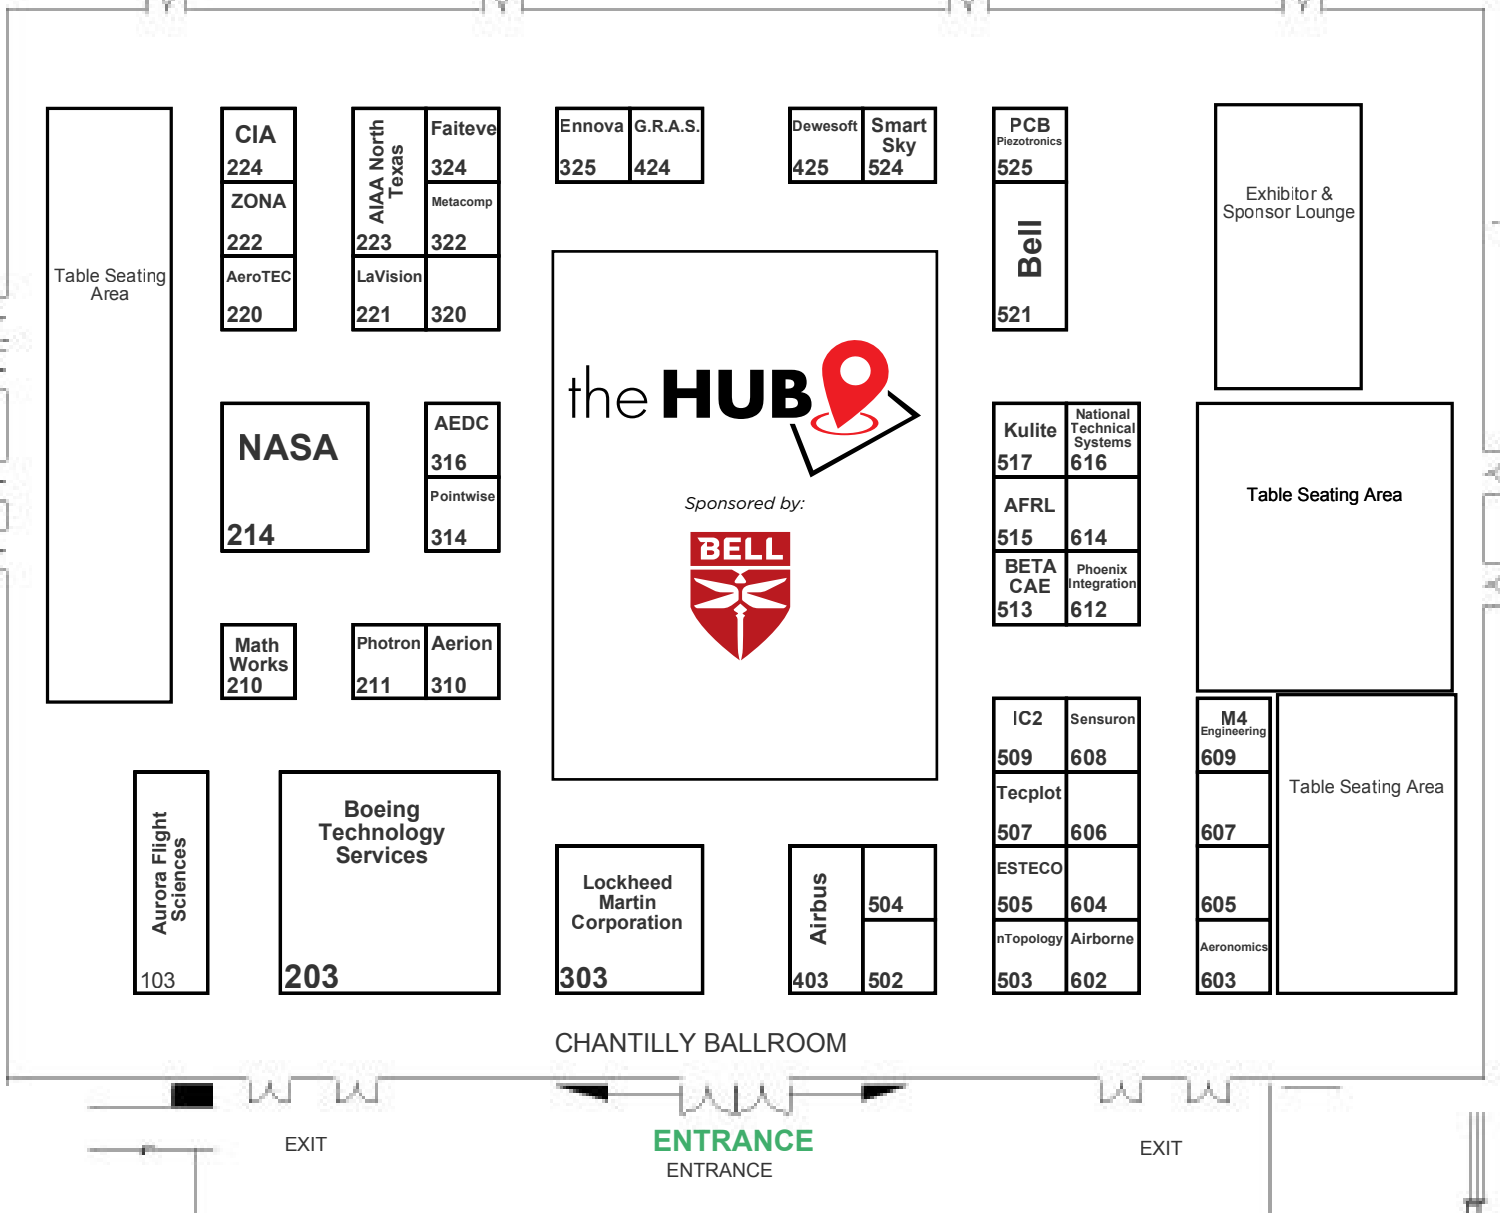 CIA
224
ZONA
222
AeroTEC
220
AIAA North
Texas
223
Faiteve
324
Metacomp
322
LaVision
221
320
Ennova
325
G.R.A.S.
424
Dewesoft
425
Smart
Sky
524
PCB
Piezotronics
525
Bell
521
Exhibitor &
Sponsor Lounge
Table Seating
Area
the HUB
Sponsored by:
BELL
NASA
214
AEDC
316
Pointwise
314
Kulite
517
National
Technical
Systems
616
AFRL
515
614
BETA
CAE
513
Phoenix
Integration
612
Table Seating Area
Math
Works
210
Photron
211
Aerion
310
IC2
509
Sensuron
608
Tecplot
507
606
ESTECO
505
604
nTopology
503
Airborne
602
M4
Engineering
609
607
605
Aeronomics
603
Table Seating Area
Aurora Flight
Sciences
103
Boeing
Technology
Services
203
Lockheed
Martin
Corporation
303
Airbus
403
504
502
CHANTILLY BALLROOM
EXIT
ENTRANCE
ENTRANCE
EXIT